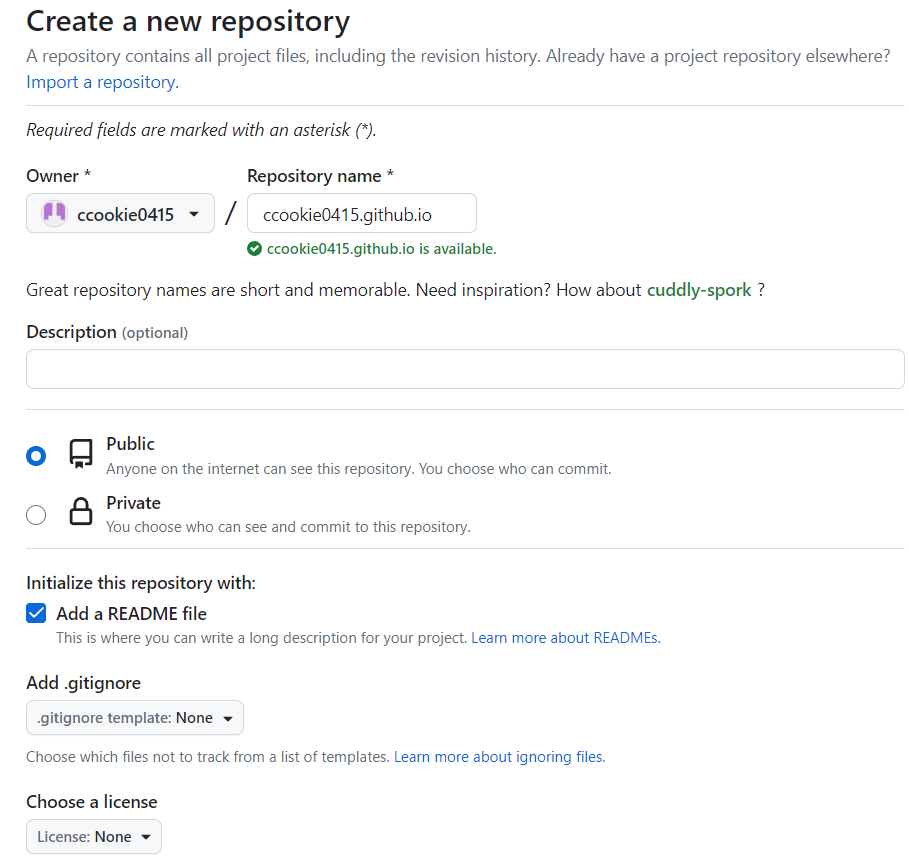 Create a new repository
A repository contains all project files, including the revision history. Already have a project repository elsewhere?
Import a repository.
Required fields are marked with an asterisk (*).
Owner *
Repository name *
ccookie0415
/
ccookie0415.github.io
ccookie0415.github.io is available.
Great repository names are short and memorable. Need inspiration? How about cuddly-spork ?
Description (optional)
Public
Anyone on the internet can see this repository. You choose who can commit.
Private
You choose who can see and commit to this repository.
Initialize this repository with:
Add a README file
This is where you can write a long description for your project. Learn more about READMEs.
Add .gitignore
.gitignore template: None
Choose which files not to track from a list of templates. Learn more about ignoring files.
Choose a license
License: None